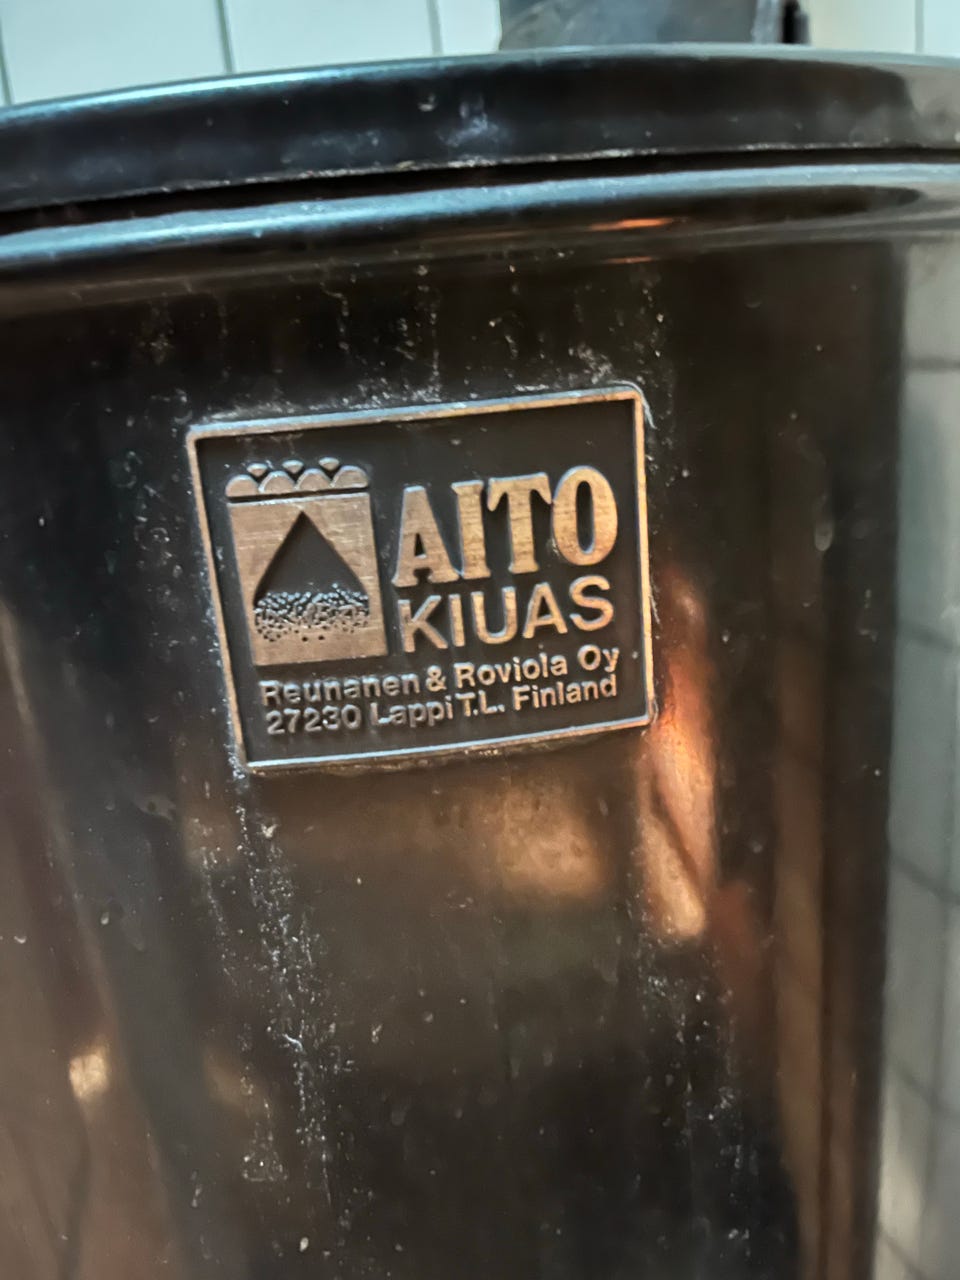 AITO
KIUAS
Reunanen & Roviola Oy
27230 Lappi T.L. Finland